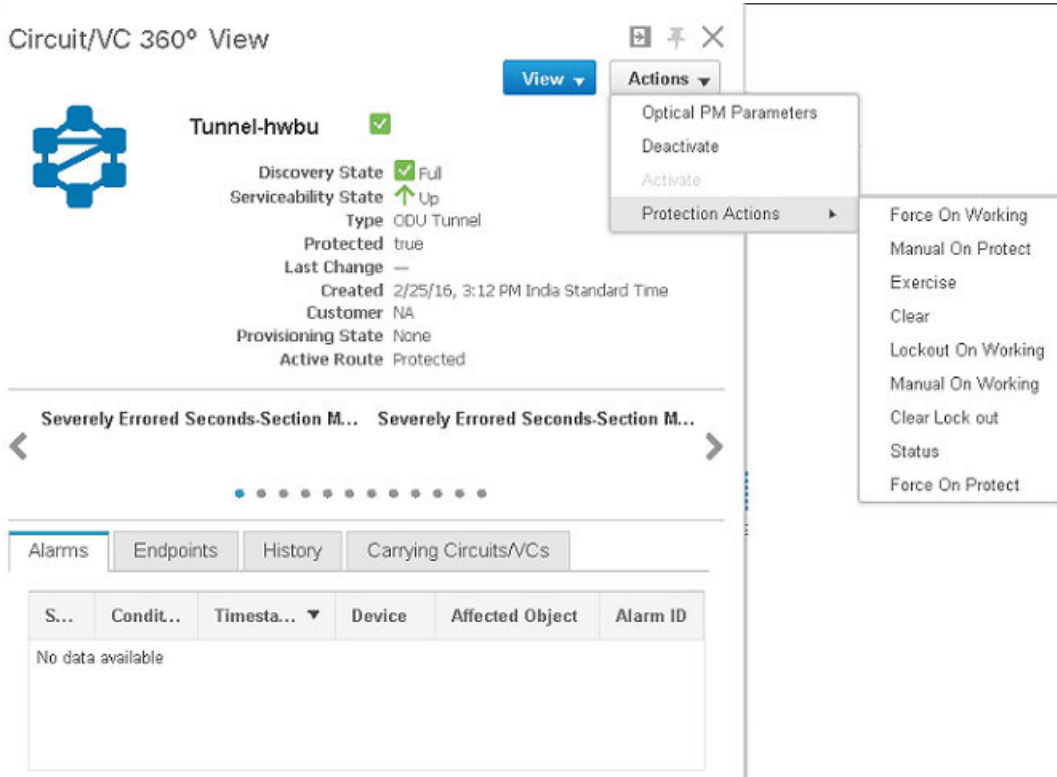 Circuit/VC 360° View
View
Actions
Optical PM Parameters
Deactivate
Activate
Protection Actions
Force On Working
Manual On Protect
Exercise
Clear
Lockout On Working
Manual On Working
Clear Lock out
Status
Force On Protect
Tunnel-hwbu
Discovery State Full
Serviceability State Up
Type ODU Tunnel
Protected true
Last Change —
Created 2/25/16, 3:12 PM India Standard Time
Customer NA
Provisioning State None
Active Route Protected
Severely Errored Seconds-Section M... Severely Errored Seconds-Section M...
Alarms Endpoints History Carrying Circuits/VCs
S... Condit... Timesta... Device Affected Object Alarm ID
No data available